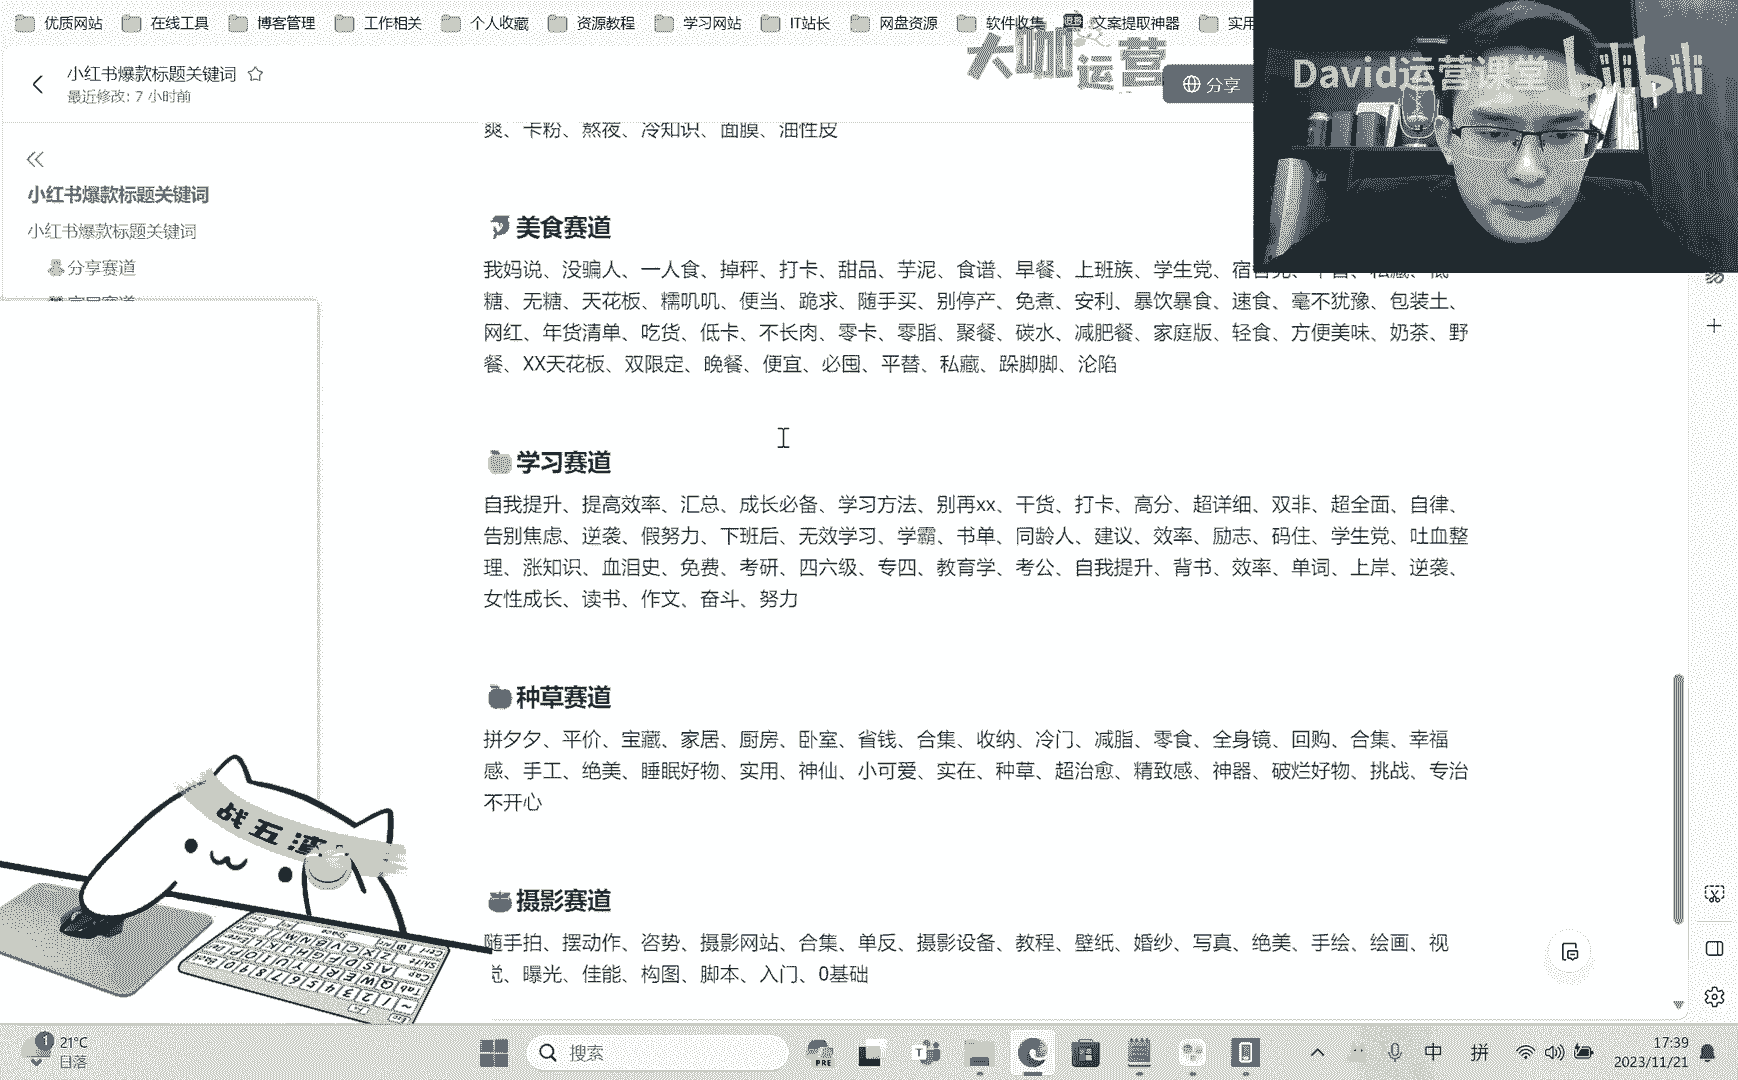 优质网站 在线工具 博客管理 工作相关 个人收藏 资源教程 学习网站 IT站长 网盘资源 软件收集 文案提取神器 实用
大咖运营
David运营课堂 bilibili
小红书爆款标题关键词
最近修改: 7 小时前
分享
小红书爆款标题关键词
小红书爆款标题关键词
分享赛道
爽、卡粉、熬夜、冷知识、面膜、油性皮
美食赛道
我妈说、没骗人、一人食、掉秤、打卡、甜品、芋泥、食谱、早餐、上班族、学生党、
糖、无糖、天花板、糯叽叽、便当、跪求、随手买、别停产、免煮、安利、暴饮暴食、速食、毫不犹豫、包装土、
网红、年货清单、吃货、低卡、不长肉、零卡、零脂、聚餐、碳水、减肥餐、家庭版、轻食、方便美味、奶茶、野
餐、XX天花板、双限定、晚餐、便宜、必囤、平替、私藏、跺脚脚、沦陷
学习赛道
自我提升、提高效率、汇总、成长必备、学习方法、别再xx、干货、打卡、高分、超详细、双非、超全面、自律、
告别焦虑、逆袭、假努力、下班后、无效学习、学霸、书单、同龄人、建议、效率、励志、码住、学生党、吐血整
理、涨知识、血泪史、免费、考研、四六级、专四、教育学、考公、自我提升、背书、效率、单词、上岸、逆袭、
女性成长、读书、作文、奋斗、努力
种草赛道
拼夕夕、平价、宝藏、家居、厨房、卧室、省钱、合集、收纳、冷门、减脂、零食、全身镜、回购、合集、幸福
感、手工、绝美、睡眠好物、实用、神仙、小可爱、实在、种草、超治愈、精致感、神器、破烂好物、挑战、专治
不开心
战五渣
摄影赛道
随手拍、摆动作、咨势、摄影网站、合集、单反、摄影设备、教程、壁纸、婚纱、写真、绝美、手绘、绘画、视
觉、曝光、佳能、构图、脚本、入门、0基础
1
21°C
日落
搜索
PRE
中
拼
17:39
2023/11/21